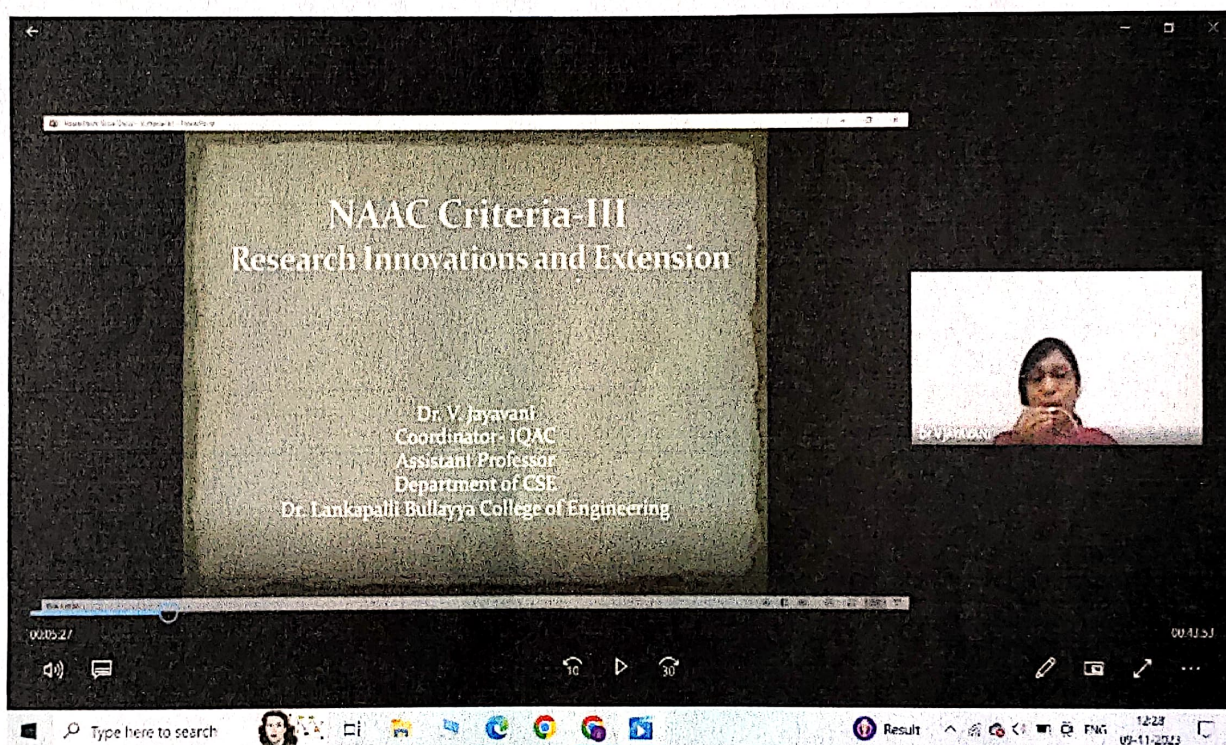 NAAC Criteria-III
Research Innovations and Extension
Dr. V. Jayavani
Coordinator- IQAC
Assistant Professor
Department of CSE
Dr. Lankapalli Bullayya College of Engineering
00:05:27
00:43:53
10
30
Type here to search
Result
ENG
12:28
09-11-2023